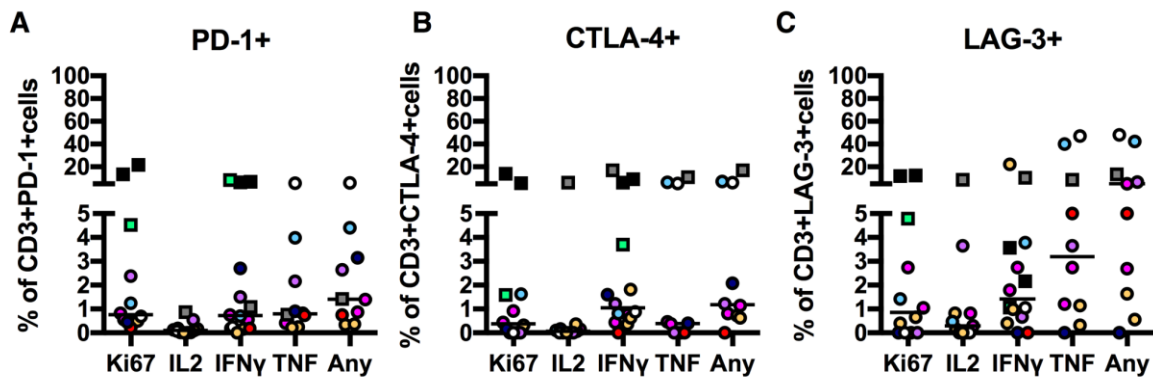 A
PD-1+
% of CD3+PD-1+cells
100
80
60
40
20
5
4
3
2
1
0
Ki67 IL2 IFNγ TNF Any
B
CTLA-4+
% of CD3+CTLA-4+cells
100
80
60
40
20
5
4
3
2
1
0
Ki67 IL2 IFNγ TNF Any
C
LAG-3+
% of CD3+LAG-3+cells
100
80
60
40
20
5
4
3
2
1
0
Ki67 IL2 IFNγ TNF Any